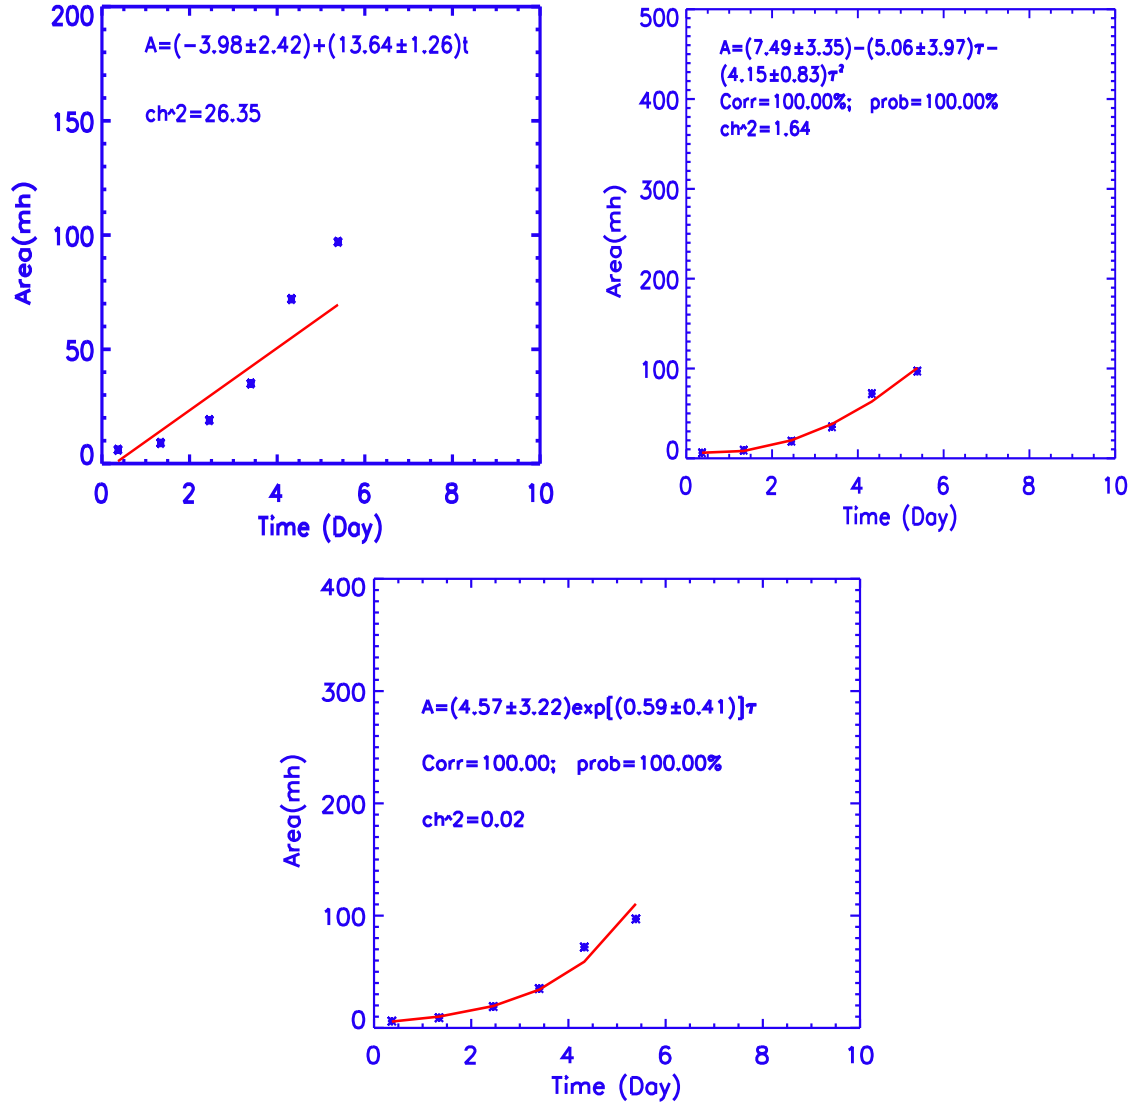 200
150
100
50
0
Area(mh)
A=(−3.98±2.42)+(13.64±1.26)t
ch^2=26.35
0 2 4 6 8 10
Time (Day)
500
400
300
200
100
0
Area(mh)
A=(7.49±3.35)−(5.06±3.97)τ−
(4.15±0.83)τ²
Corr=100.00%; prob=100.00%
ch^2=1.64
0 2 4 6 8 10
Time (Day)
400
300
200
100
0
Area(mh)
A=(4.57±3.22)exp[(0.59±0.41)]τ
Corr=100.00; prob=100.00%
ch^2=0.02
0 2 4 6 8 10
Time (Day)